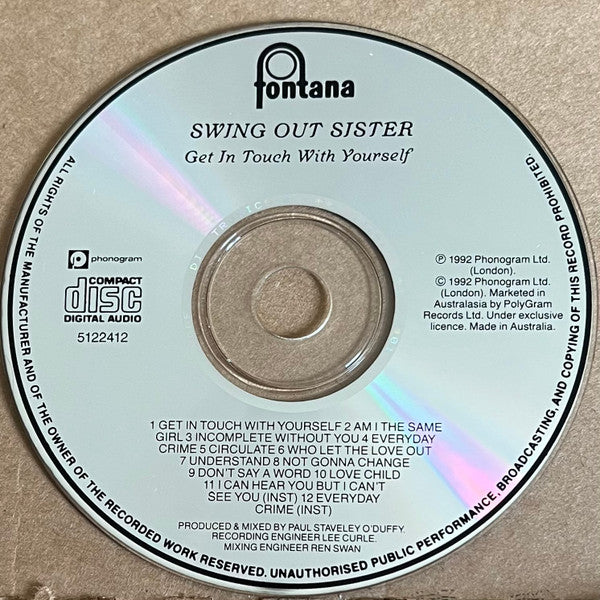 fontana
SWING OUT SISTER
Get In Touch With Yourself
phonogram
COMPACT
disc
DIGITAL AUDIO
5122412
℗ 1992 Phonogram Ltd.
(London).
© 1992 Phonogram Ltd.
(London). Marketed in
Australasia by PolyGram
Records Ltd. Under exclusive
licence. Made in Australia.
1 GET IN TOUCH WITH YOURSELF 2 AM I THE SAME
GIRL 3 INCOMPLETE WITHOUT YOU 4 EVERYDAY
CRIME 5 CIRCULATE 6 WHO LET THE LOVE OUT
7 UNDERSTAND 8 NOT GONNA CHANGE
9 DON'T SAY A WORD 10 LOVE CHILD
11 I CAN HEAR YOU BUT I CAN'T
SEE YOU (INST) 12 EVERYDAY
CRIME (INST)
PRODUCED & MIXED BY PAUL STAVELEY O'DUFFY.
RECORDING ENGINEER LEE CURLE.
MIXING ENGINEER REN SWAN
ALL RIGHTS OF THE MANUFACTURER AND OF THE OWNER OF THE RECORDED WORK RESERVED. UNAUTHORISED PUBLIC PERFORMANCE, BROADCASTING, AND COPYING OF THIS RECORD PROHIBITED.